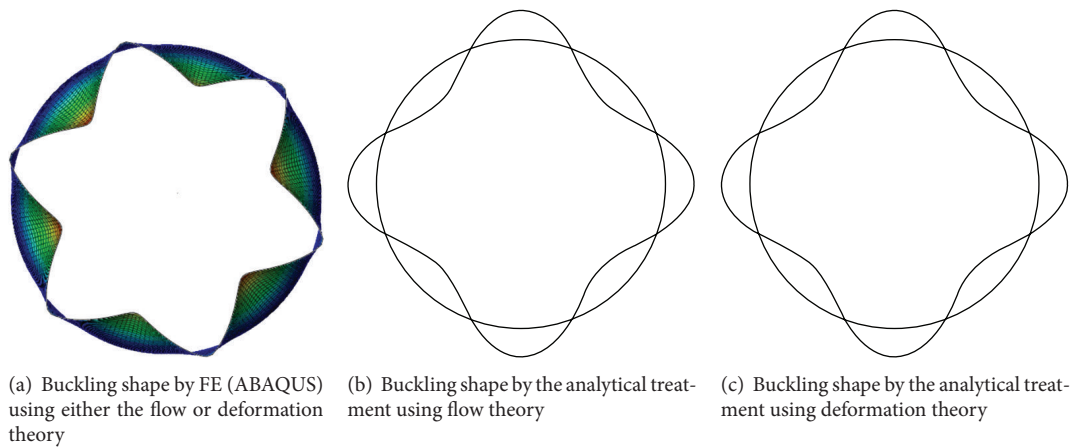 (a) Buckling shape by FE (ABAQUS)
using either the flow or deformation
theory
(b) Buckling shape by the analytical treat-
ment using flow theory
(c) Buckling shape by the analytical treat-
ment using deformation theory